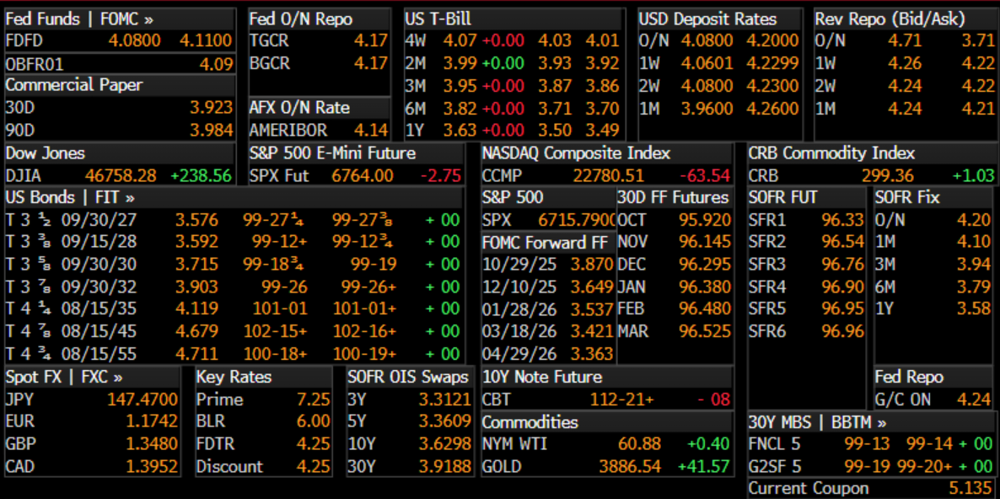 Fed Funds | FOMC »
FDFD 4.0800 4.1100
OBFR01 4.09
Commercial Paper
30D 3.923
90D 3.984
Fed O/N Repo
TGCR 4.17
BGCR 4.17
AFX O/N Rate
AMERIBOR 4.14
US T-Bill
4W 4.07 +0.00 4.03 4.01
2M 3.99 +0.00 3.93 3.92
3M 3.95 +0.00 3.87 3.86
6M 3.82 +0.00 3.71 3.70
1Y 3.63 +0.00 3.50 3.49
USD Deposit Rates
O/N 4.0800 4.2000
1W 4.0601 4.2299
2W 4.0800 4.2300
1M 3.9600 4.2600
Rev Repo (Bid/Ask)
O/N 4.71 3.71
1W 4.26 4.22
2W 4.24 4.22
1M 4.24 4.21
Dow Jones
DJIA 46758.28 +238.56
S&P 500 E-Mini Future
SPX Fut 6764.00 -2.75
NASDAQ Composite Index
CCMP 22780.51 -63.54
CRB Commodity Index
CRB 299.36 +1.03
US Bonds | FIT »
T 3 ½ 09/30/27 3.576 99-27¼ 99-27⅜ + 00
T 3 ⅜ 09/15/28 3.592 99-12+ 99-12¾ + 00
T 3 ⅝ 09/30/30 3.715 99-18¾ 99-19 + 00
T 3 ⅞ 09/30/32 3.903 99-26 99-26+ + 00
T 4 ¼ 08/15/35 4.119 101-01 101-01+ + 00
T 4 ⅞ 08/15/45 4.679 102-15+ 102-16+ + 00
T 4 ¾ 08/15/55 4.711 100-18+ 100-19+ + 00
S&P 500
SPX 6715.7900
FOMC Forward FF
10/29/25 3.870
12/10/25 3.649
01/28/26 3.537
03/18/26 3.421
04/29/26 3.363
30D FF Futures
OCT 95.920
NOV 96.145
DEC 96.295
JAN 96.380
FEB 96.480
MAR 96.525
SOFR FUT
SFR1 96.33
SFR2 96.54
SFR3 96.76
SFR4 96.90
SFR5 96.95
SFR6 96.96
SOFR Fix
O/N 4.20
1M 4.10
3M 3.94
6M 3.79
1Y 3.58
Spot FX | FXC »
JPY 147.4700
EUR 1.1742
GBP 1.3480
CAD 1.3952
Key Rates
Prime 7.25
BLR 6.00
FDTR 4.25
Discount 4.25
SOFR OIS Swaps
3Y 3.3121
5Y 3.3609
10Y 3.6298
30Y 3.9188
10Y Note Future
CBT 112-21+ - 08
Commodities
NYM WTI 60.88 +0.40
GOLD 3886.54 +41.57
Fed Repo
G/C ON 4.24
30Y MBS | BBTM »
FNCL 5 99-13 99-14 + 00
G2SF 5 99-19 99-20+ + 00
Current Coupon 5.135